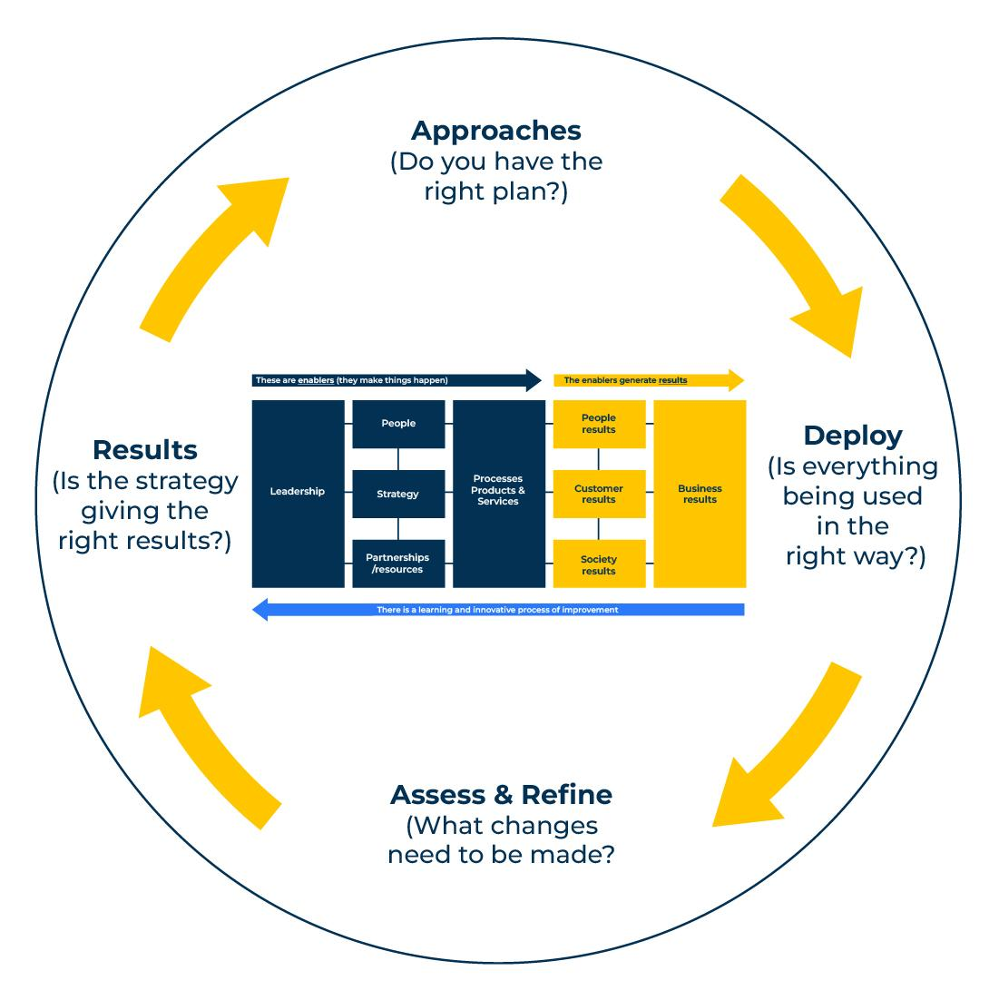 Approaches
(Do you have the
right plan?)
These are enablers (they make things happen)
The enablers generate results
Leadership
People
Strategy
Partnerships
/resources
Processes
Products &
Services
People
results
Customer
results
Society
results
Business
results
There is a learning and innovative process of improvement
Deploy
(Is everything
being used
in the
right way?)
Assess & Refine
(What changes
need to be made?
Results
(Is the strategy
giving the
right results?)